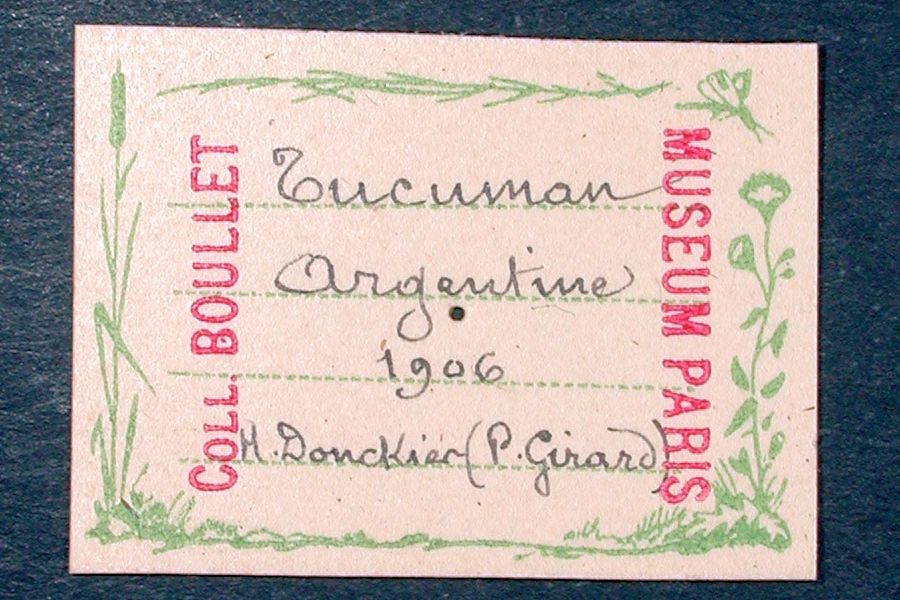 Tucuman
Argentine
1906
H. Donckier (P. Girard)
COLL. BOULLET
MUSEUM PARIS